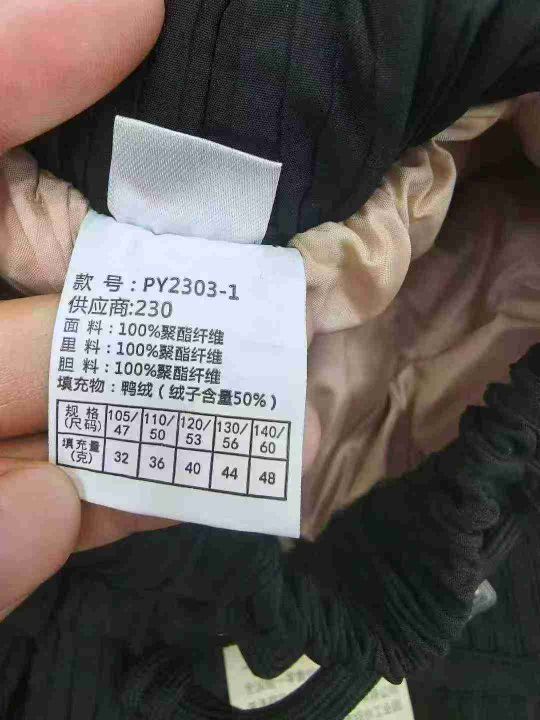 款 号：PY2303-1
供应商:230
面 料：100%聚酯纤维
里 料：100%聚酯纤维
胆 料：100%聚酯纤维
填充物：鸭绒（绒子含量50%）
规 格(尺码) 105/47 110/50 120/53 130/56 140/60
填充量(克) 32 36 40 44 48